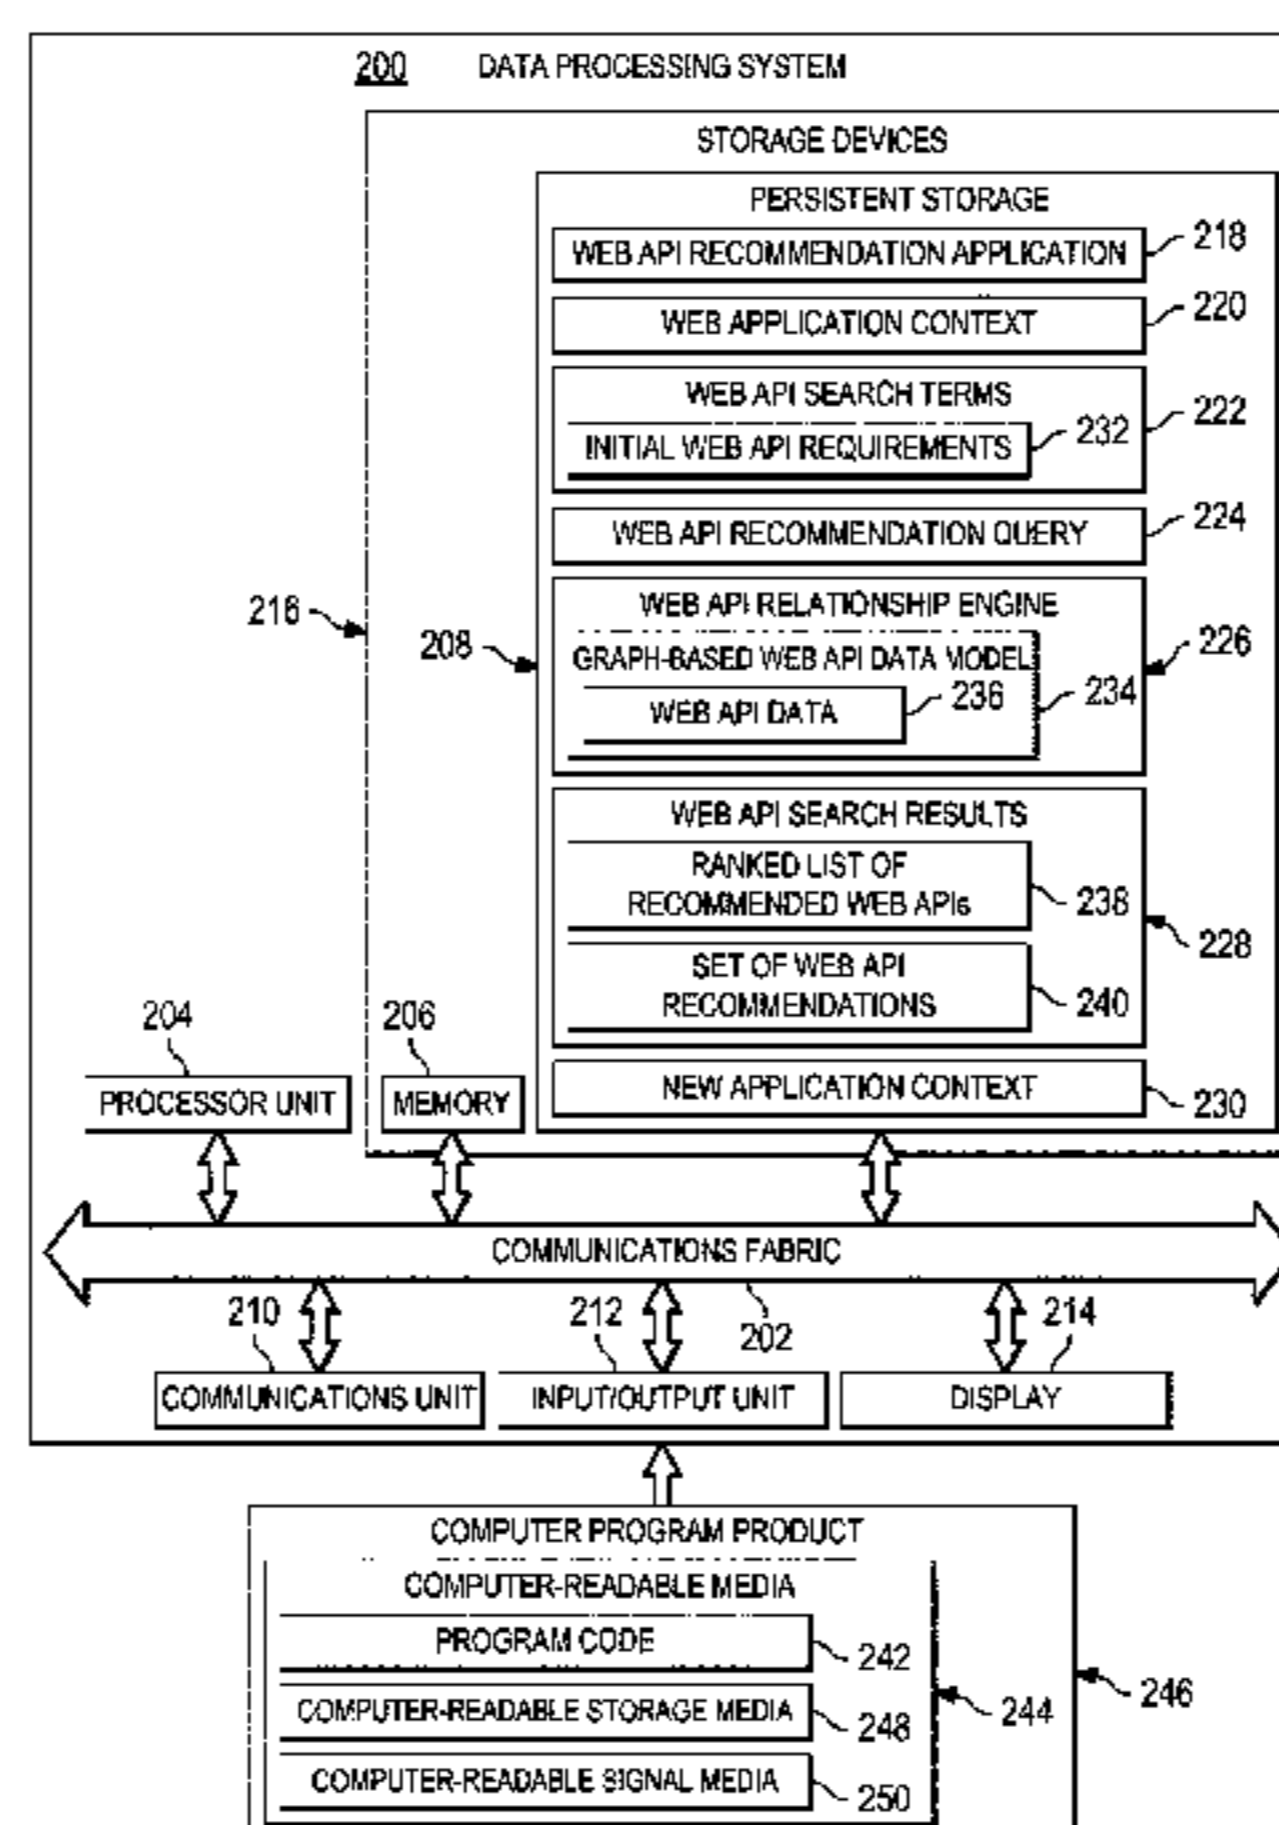 200 DATA PROCESSING SYSTEM
STORAGE DEVICES
PERSISTENT STORAGE
WEB API RECOMMENDATION APPLICATION 218
WEB APPLICATION CONTEXT 220
WEB API SEARCH TERMS 222
INITIAL WEB API REQUIREMENTS 232
WEB API RECOMMENDATION QUERY 224
WEB API RELATIONSHIP ENGINE 226
216
208
GRAPH-BASED WEB API DATA MODEL 234
WEB API DATA 236
WEB API SEARCH RESULTS 228
RANKED LIST OF
RECOMMENDED WEB APIs 238
SET OF WEB API
RECOMMENDATIONS 240
204 206
PROCESSOR UNIT MEMORY
NEW APPLICATION CONTEXT 230
COMMUNICATIONS FABRIC
210 212 202 214
COMMUNICATIONS UNIT INPUT/OUTPUT UNIT DISPLAY
COMPUTER PROGRAM PRODUCT 246
COMPUTER-READABLE MEDIA 244
PROGRAM CODE 242
COMPUTER-READABLE STORAGE MEDIA 248
COMPUTER-READABLE SIGNAL MEDIA 250